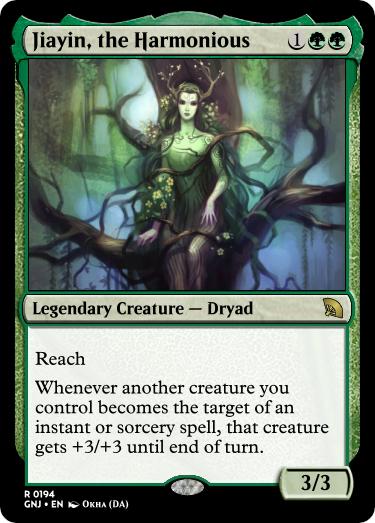 Jiayin, the Harmonious 1
Legendary Creature — Dryad
Reach
Whenever another creature you
control becomes the target of an
instant or sorcery spell, that creature
gets +3/+3 until end of turn.
3/3
R 0194
GNJ • EN Okha (DA)